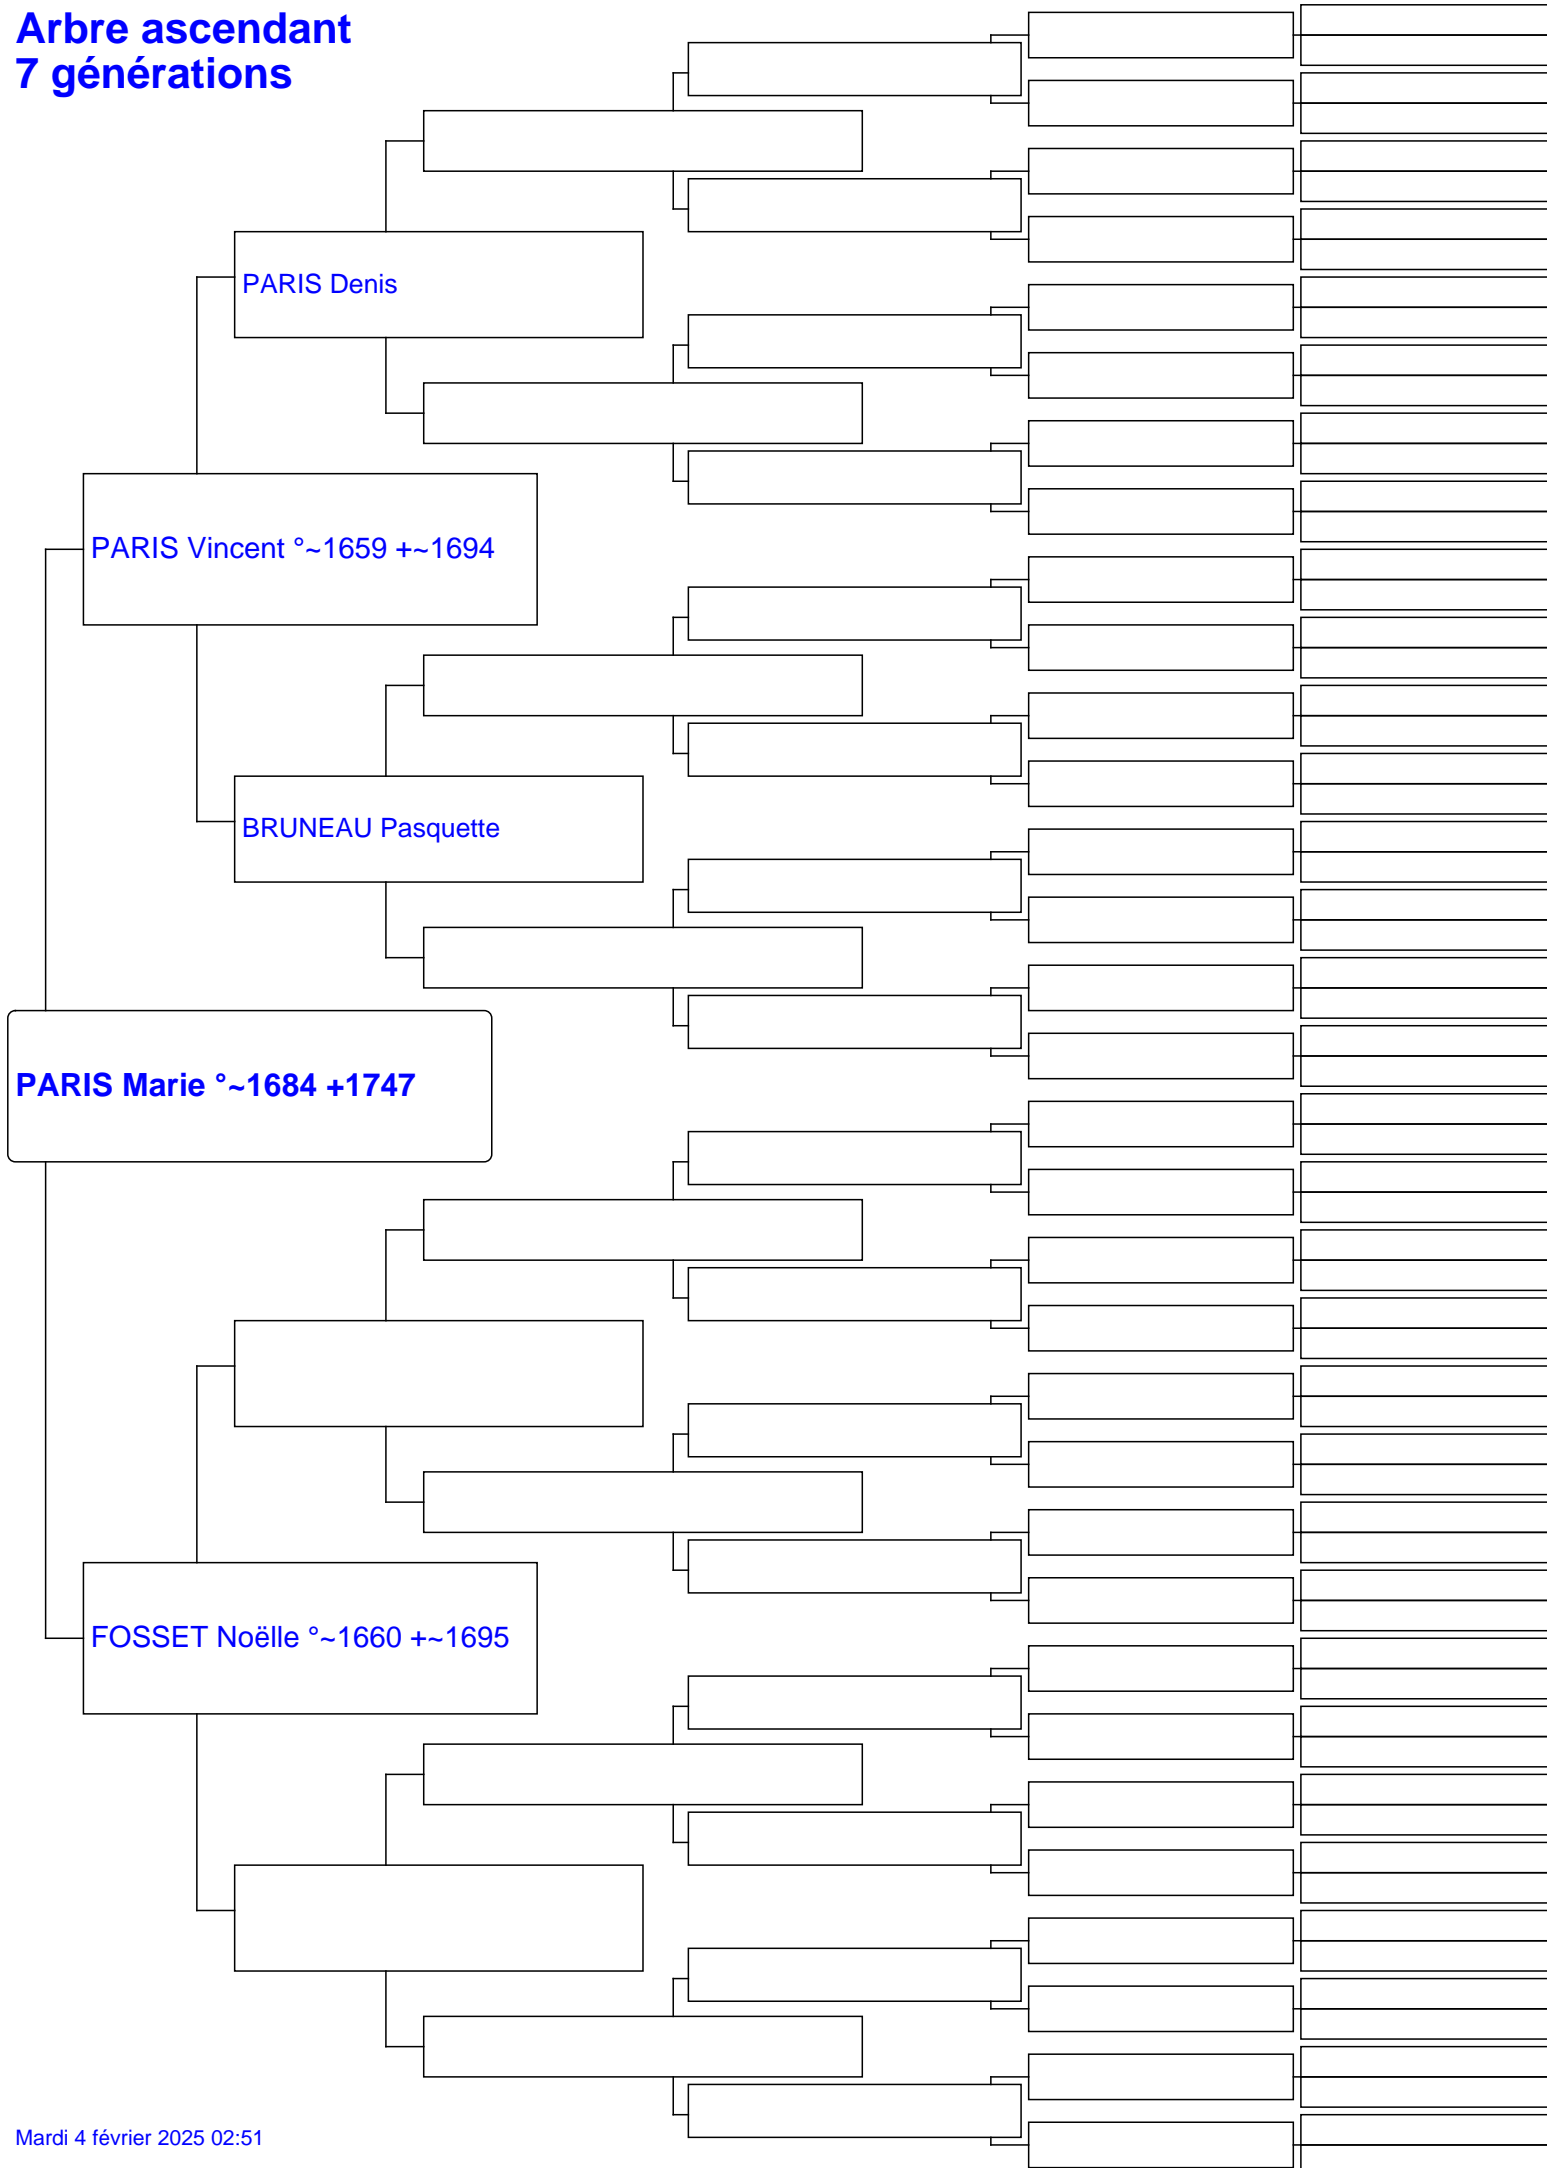 Arbre ascendant
7 générations
PARIS Denis
PARIS Vincent °~1659 +~1694
BRUNEAU Pasquette
PARIS Marie °~1684 +1747
FOSSET Noëlle °~1660 +~1695
Mardi 4 février 2025 02:51